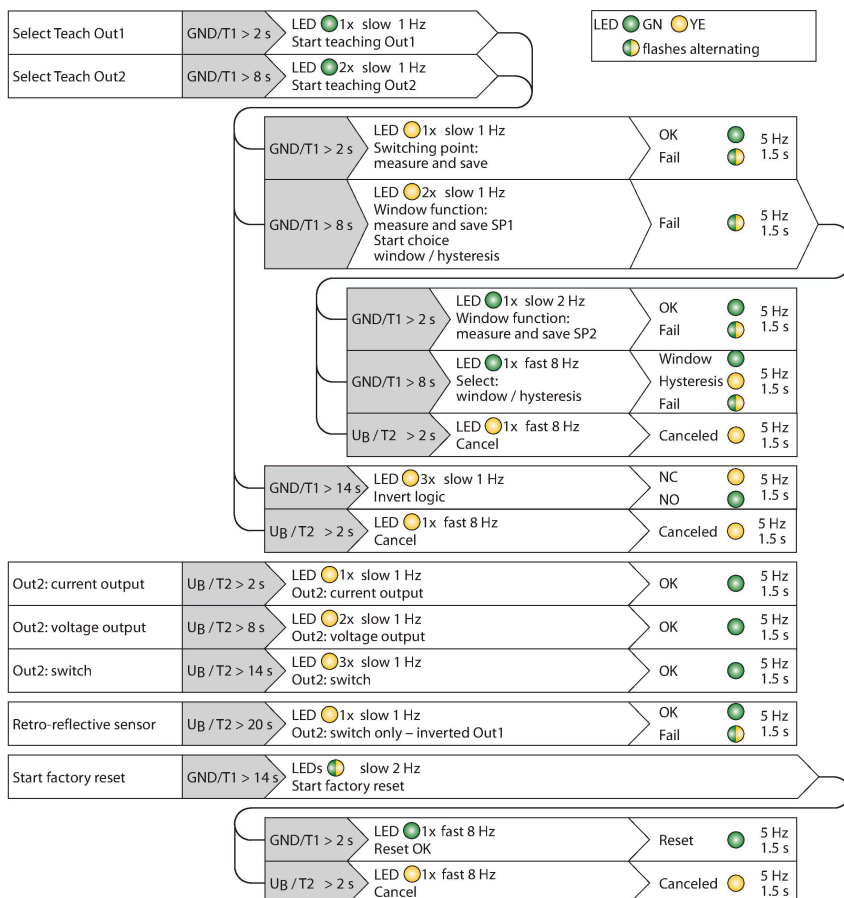 LED GN YE
flashes alternating
Select Teach Out1 GND/T1 > 2 s LED 1x slow 1 Hz
Start teaching Out1
Select Teach Out2 GND/T1 > 8 s LED 2x slow 1 Hz
Start teaching Out2
GND/T1 > 2 s LED 1x slow 1 Hz
Switching point:
measure and save
OK
Fail
5 Hz
1.5 s
GND/T1 > 8 s LED 2x slow 1 Hz
Window function:
measure and save SP1
Start choice
window / hysteresis
Fail
5 Hz
1.5 s
GND/T1 > 2 s LED 1x slow 2 Hz
Window function:
measure and save SP2
OK
Fail
5 Hz
1.5 s
GND/T1 > 8 s LED 1x fast 8 Hz
Select:
window / hysteresis
Window
Hysteresis
Fail
5 Hz
1.5 s
UB / T2 > 2 s LED 1x fast 8 Hz
Cancel
Canceled
5 Hz
1.5 s
GND/T1 > 14 s LED 3x slow 1 Hz
Invert logic
NC
NO
5 Hz
1.5 s
UB / T2 > 2 s LED 1x fast 8 Hz
Cancel
Canceled
5 Hz
1.5 s
Out2: current output UB / T2 > 2 s LED 1x slow 1 Hz
Out2: current output
OK
5 Hz
1.5 s
Out2: voltage output UB / T2 > 8 s LED 2x slow 1 Hz
Out2: voltage output
OK
5 Hz
1.5 s
Out2: switch UB / T2 > 14 s LED 3x slow 1 Hz
Out2: switch
OK
5 Hz
1.5 s
Retro-reflective sensor UB / T2 > 20 s LED 1x slow 1 Hz
Out2: switch only – inverted Out1
OK
Fail
5 Hz
1.5 s
Start factory reset GND/T1 > 14 s LEDs slow 2 Hz
Start factory reset
GND/T1 > 2 s LED 1x fast 8 Hz
Reset OK
Reset
5 Hz
1.5 s
UB / T2 > 2 s LED 1x fast 8 Hz
Cancel
Canceled
5 Hz
1.5 s